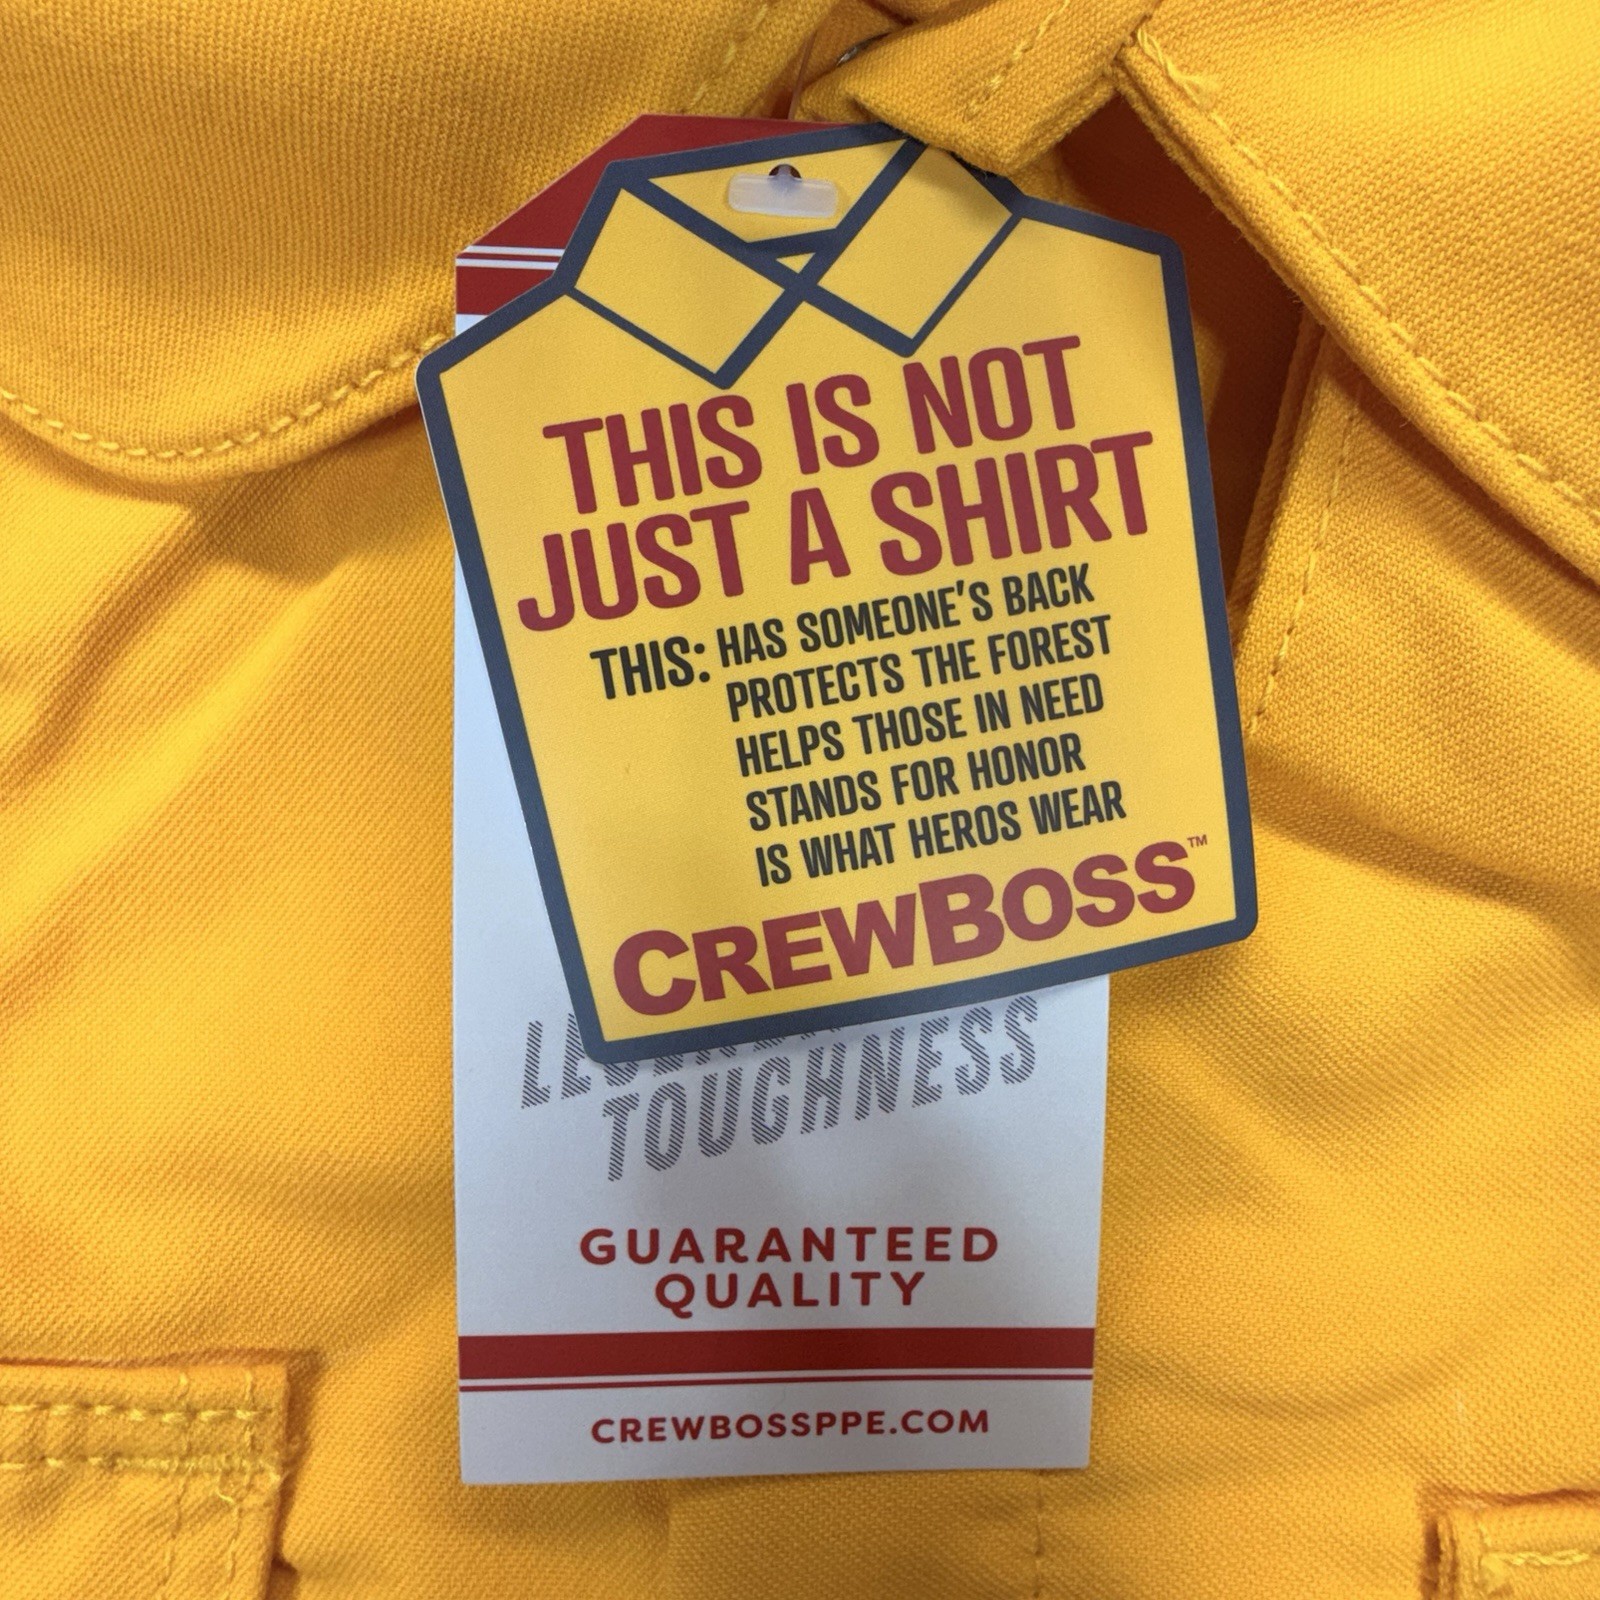 THIS IS NOT
JUST A SHIRT
THIS: HAS SOMEONE'S BACK
PROTECTS THE FOREST
HELPS THOSE IN NEED
STANDS FOR HONOR
IS WHAT HEROS WEAR
CREWBOSS™
TOUGHNESS
GUARANTEED
QUALITY
CREWBOSSPPE.COM